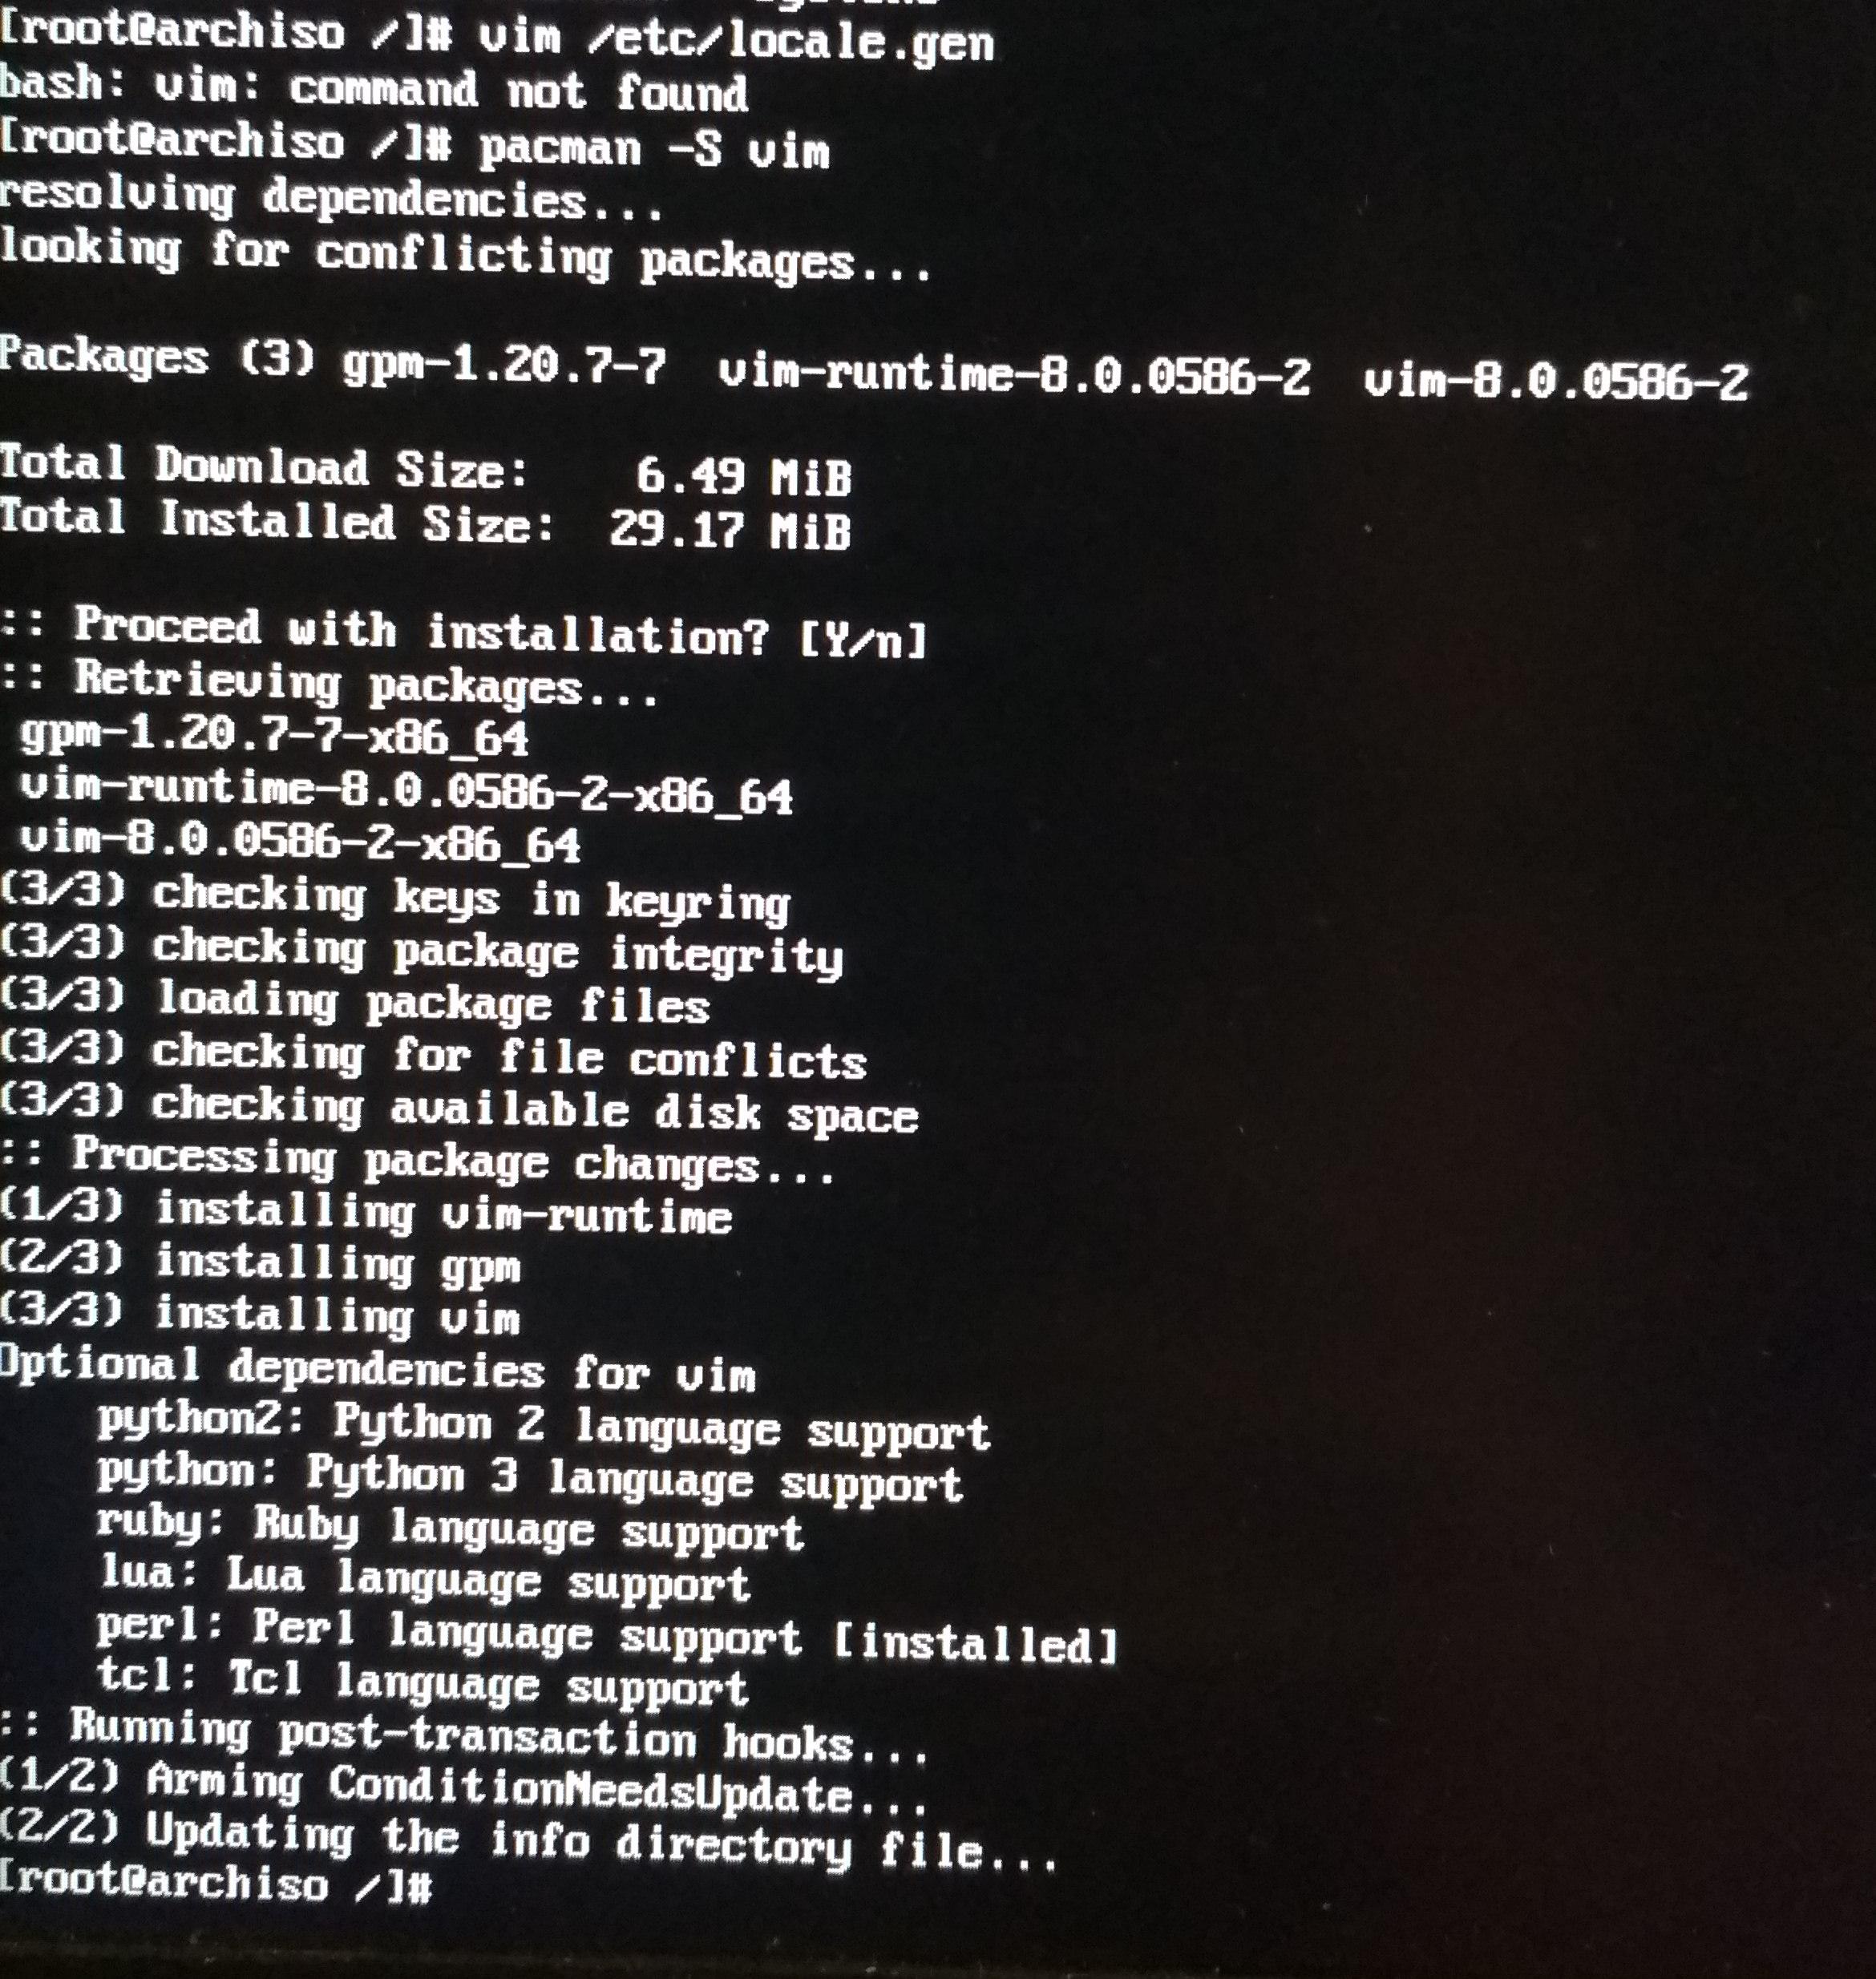 [root@archiso /]# vim /etc/locale.gen
bash: vim: command not found
[root@archiso /]# pacman -S vim
resolving dependencies...
looking for conflicting packages...
Packages (3) gpm-1.20.7-7  vim-runtime-8.0.0586-2  vim-8.0.0586-2
Total Download Size:    6.49 MiB
Total Installed Size:  29.17 MiB
:: Proceed with installation? [Y/n]
:: Retrieving packages...
 gpm-1.20.7-7-x86_64
 vim-runtime-8.0.0586-2-x86_64
 vim-8.0.0586-2-x86_64
(3/3) checking keys in keyring
(3/3) checking package integrity
(3/3) loading package files
(3/3) checking for file conflicts
(3/3) checking available disk space
:: Processing package changes...
(1/3) installing vim-runtime
(2/3) installing gpm
(3/3) installing vim
Optional dependencies for vim
    python2: Python 2 language support
    python: Python 3 language support
    ruby: Ruby language support
    lua: Lua language support
    perl: Perl language support [installed]
    tcl: Tcl language support
:: Running post-transaction hooks...
(1/2) Arming ConditionNeedsUpdate...
(2/2) Updating the info directory file...
[root@archiso /]#